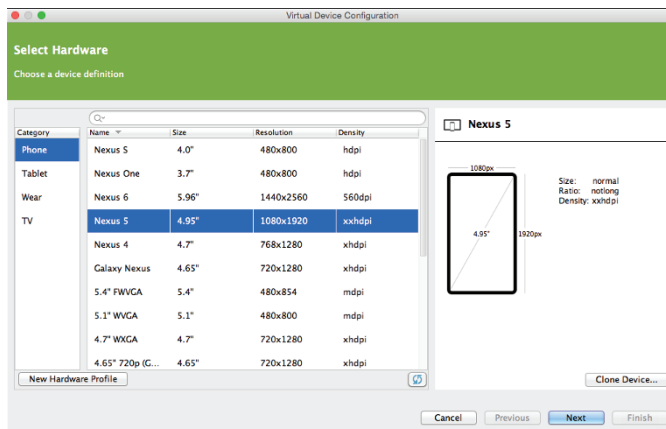 Virtual Device Configuration
Select Hardware
Choose a device definition
Category Name Size Resolution Density
Phone
Tablet
Wear
TV
Nexus S 4.0" 480x800 hdpi
Nexus One 3.7" 480x800 hdpi
Nexus 6 5.96" 1440x2560 560dpi
Nexus 5 4.95" 1080x1920 xxhdpi
Nexus 4 4.7" 768x1280 xhdpi
Galaxy Nexus 4.65" 720x1280 xhdpi
5.4" FWVGA 5.4" 480x854 mdpi
5.1" WVGA 5.1" 480x800 mdpi
4.7" WXGA 4.7" 720x1280 xhdpi
4.65" 720p (G... 4.65" 720x1280 xhdpi
New Hardware Profile
Nexus 5
1080px
4.95"
1920px
Size: normal
Ratio: notlong
Density: xxhdpi
Clone Device...
Cancel Previous Next Finish